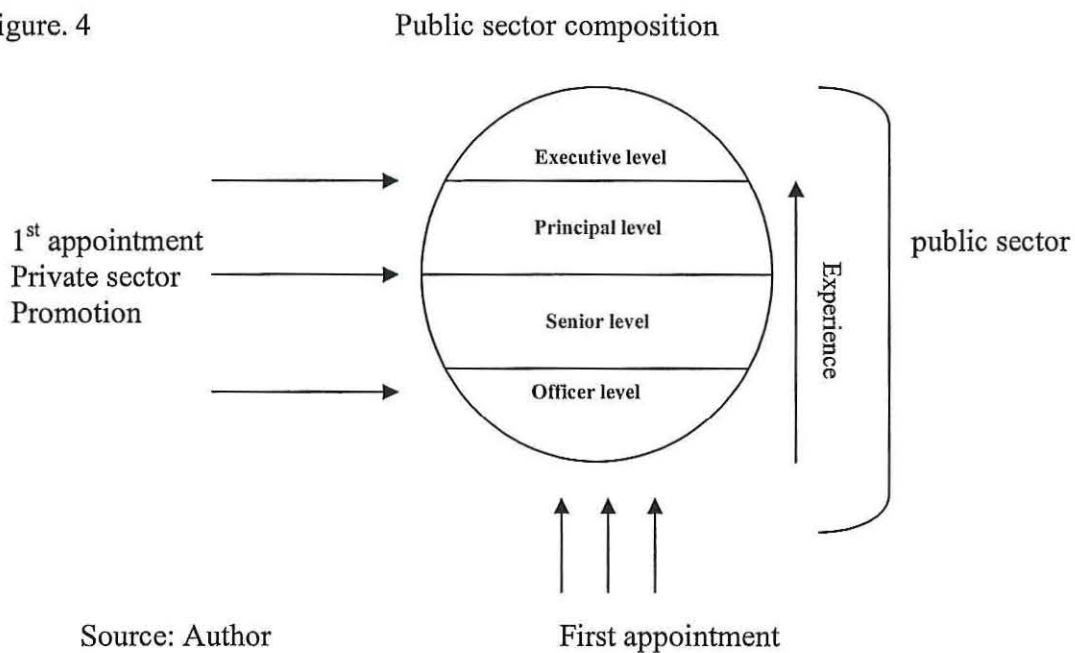 igure. 4
Public sector composition
Executive level
Principal level
Senior level
Officer level
1st appointment
Private sector
Promotion
Experience
public sector
Source: Author
First appointment